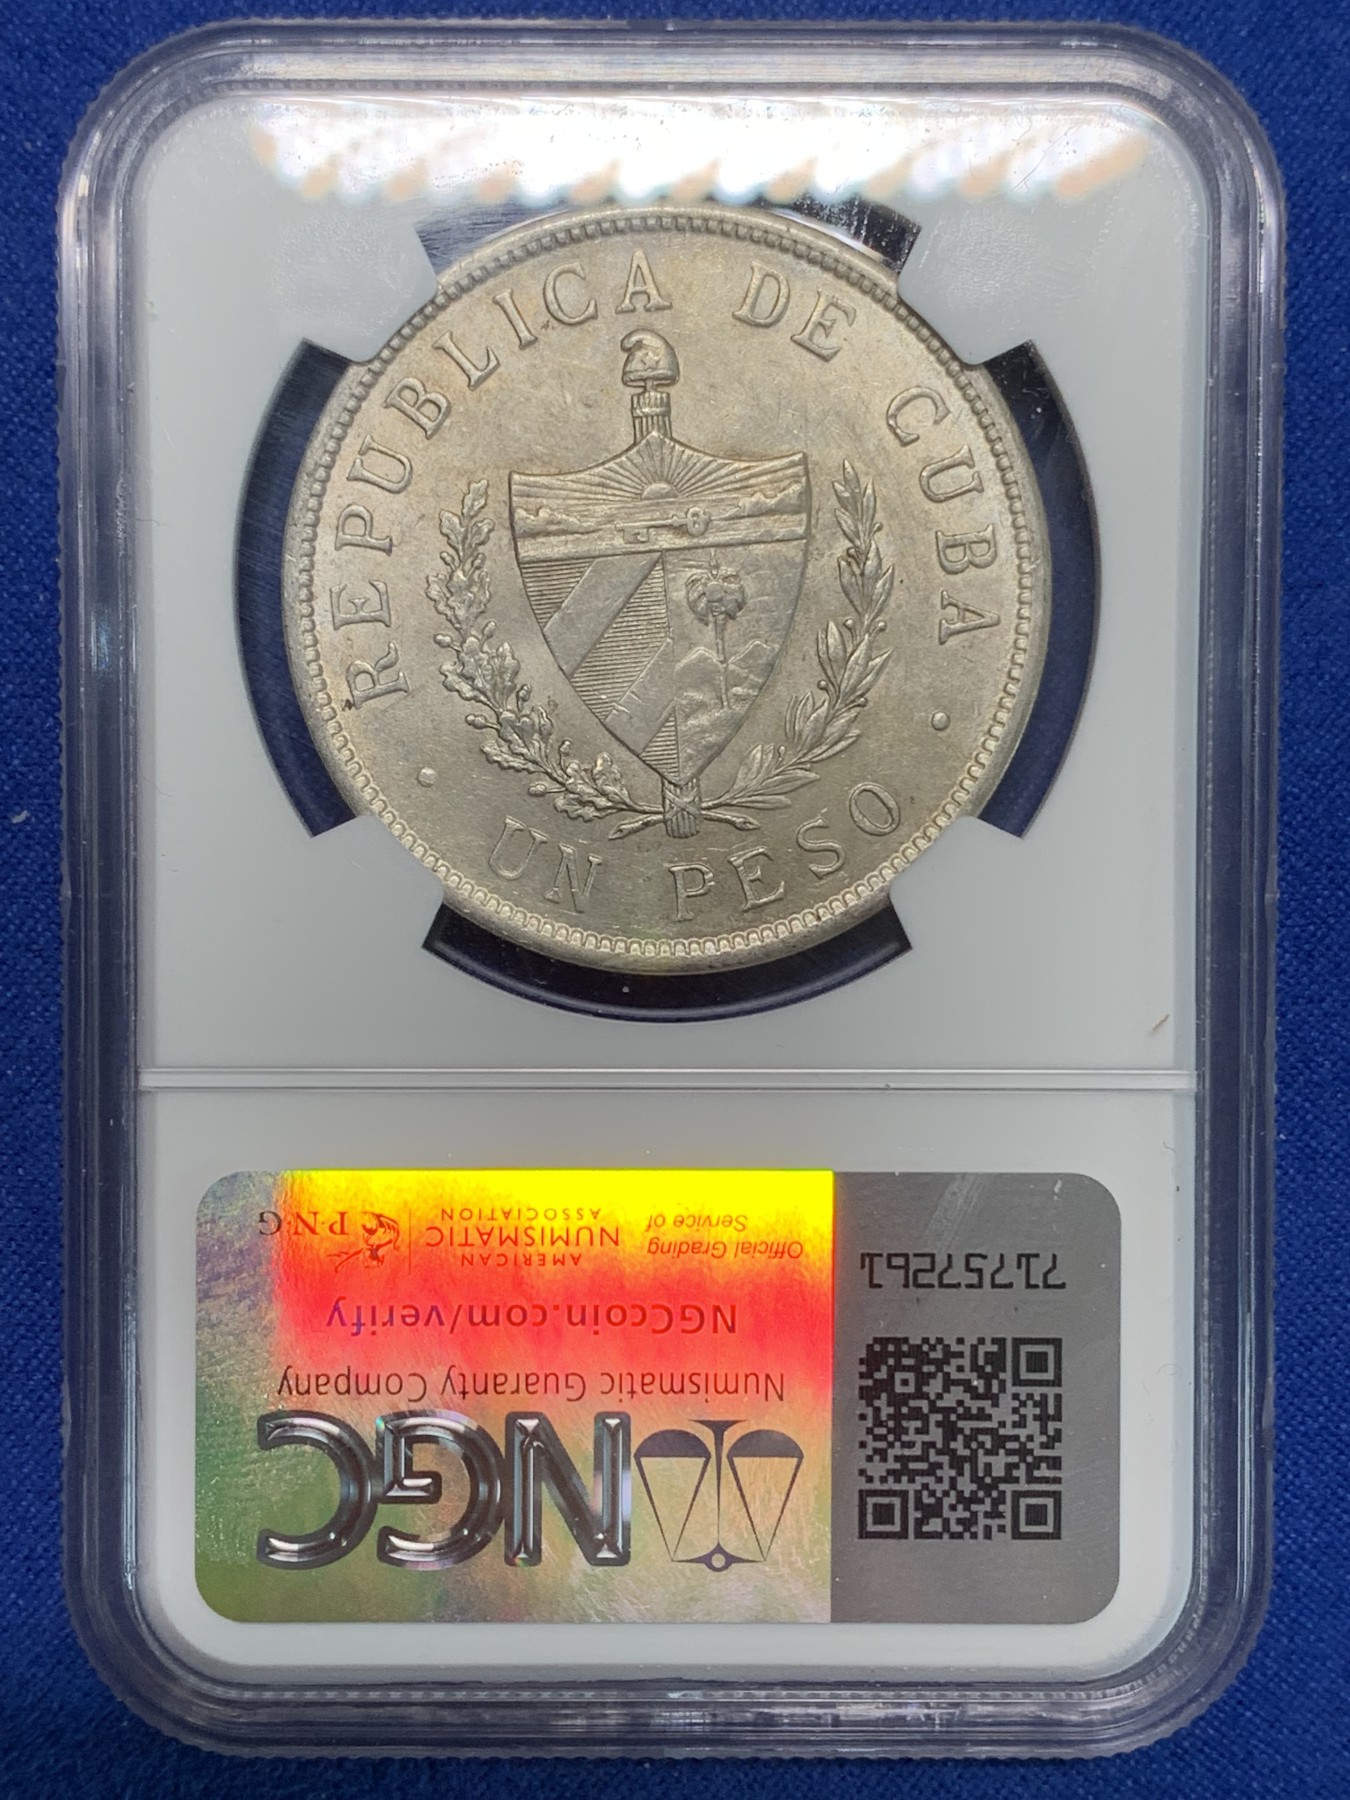 REPUBLICA DE CUBA
UN PESO
NGC
Numismatic Guaranty Company
NGCcoin.com/verify
Official Grading
Service of
AMERICAN
NUMISMATIC
ASSOCIATION
P·N·G
71757261